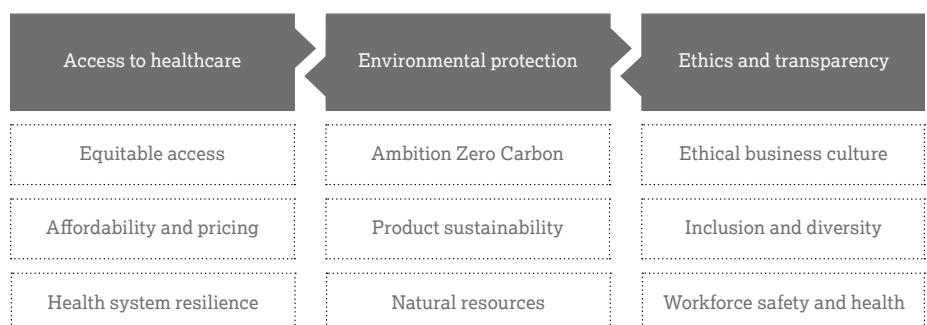 Access to healthcare
Environmental protection
Ethics and transparency
Equitable access
Ambition Zero Carbon
Ethical business culture
Affordability and pricing
Product sustainability
Inclusion and diversity
Health system resilience
Natural resources
Workforce safety and health